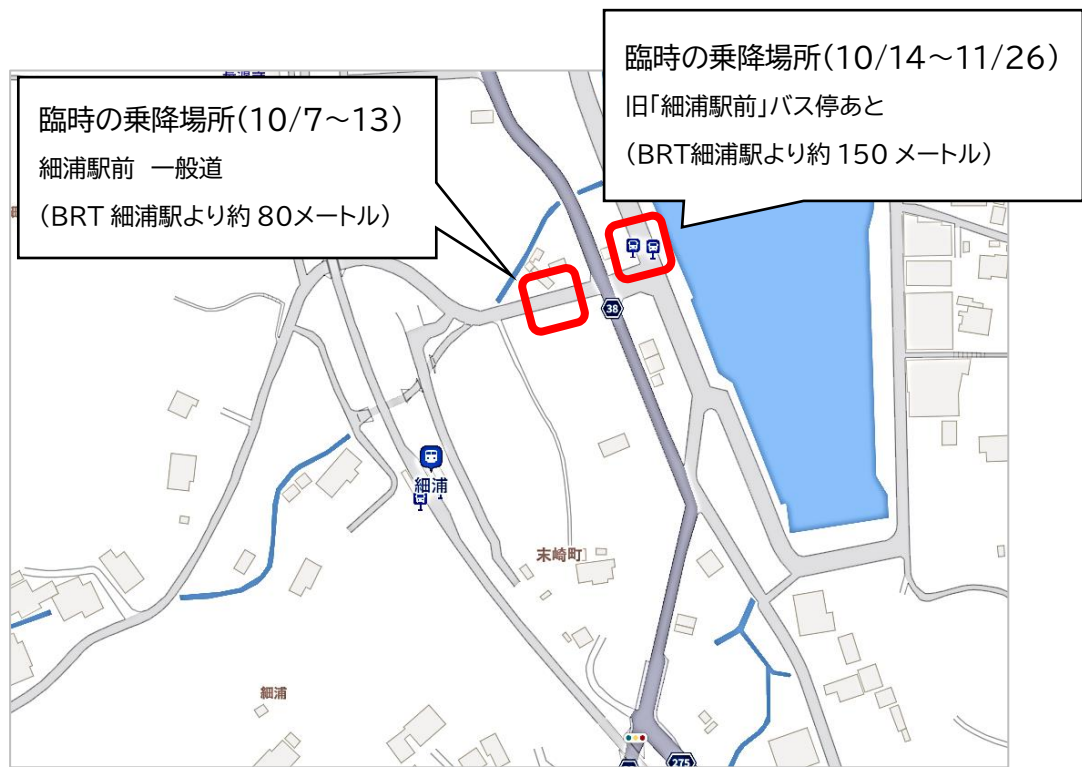 臨時の乗降場所(10/14～11/26)
旧「細浦駅前」バス停あと
(BRT細浦駅より約 150 メートル)
臨時の乗降場所(10/7～13)
細浦駅前　一般道
(BRT 細浦駅より約 80メートル)
38
細浦
末崎町
細浦
275